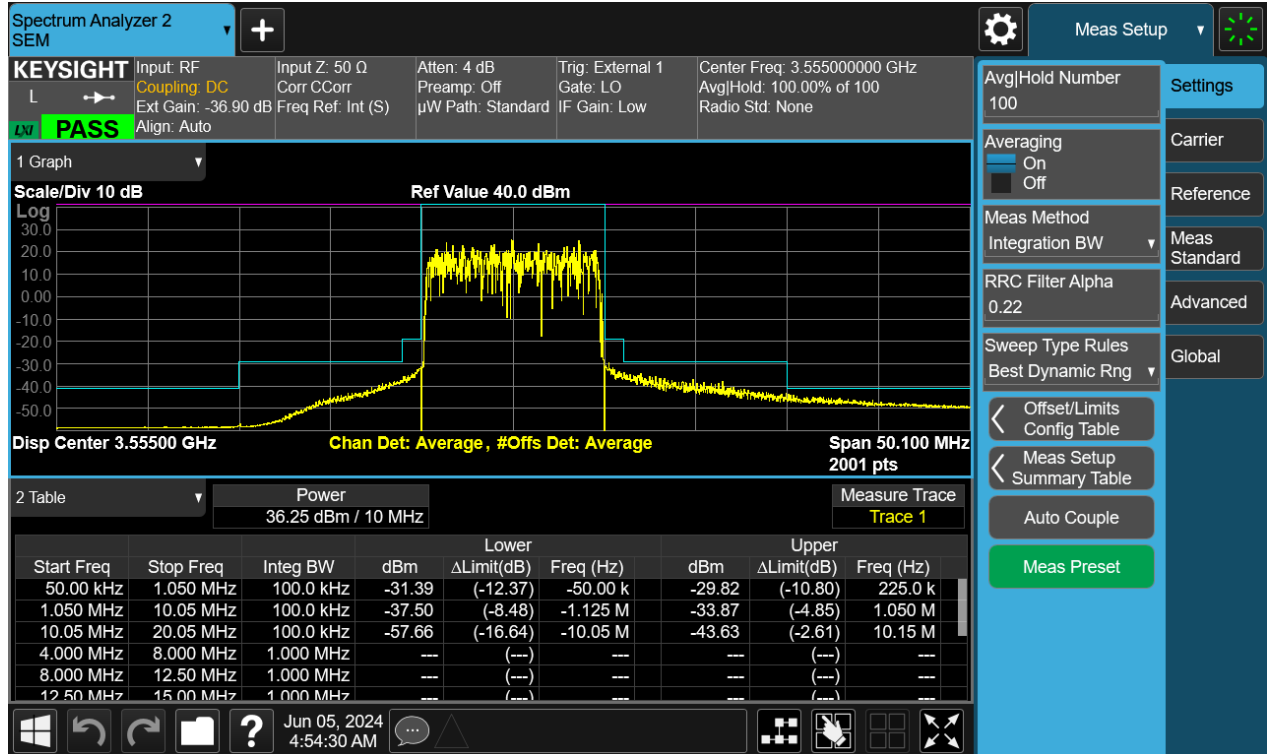 Spectrum Analyzer 2
SEM
Meas Setup
KEYSIGHT
L
LXI PASS
Input: RF
Coupling: DC
Ext Gain: -36.90 dB
Align: Auto
Input Z: 50 Ω
Corr CCorr
Freq Ref: Int (S)
Atten: 4 dB
Preamp: Off
µW Path: Standard
Trig: External 1
Gate: LO
IF Gain: Low
Center Freq: 3.555000000 GHz
Avg|Hold: 100.00% of 100
Radio Std: None
1 Graph
Scale/Div 10 dB Ref Value 40.0 dBm
Log
30.0
20.0
10.0
0.00
-10.0
-20.0
-30.0
-40.0
-50.0
Disp Center 3.55500 GHz Chan Det: Average, #Offs Det: Average Span 50.100 MHz
2001 pts
2 Table
Power
36.25 dBm / 10 MHz
Measure Trace
Trace 1
Lower Upper
Start Freq Stop Freq Integ BW dBm ΔLimit(dB) Freq (Hz) dBm ΔLimit(dB) Freq (Hz)
50.00 kHz 1.050 MHz 100.0 kHz -31.39 (-12.37) -50.00 k -29.82 (-10.80) 225.0 k
1.050 MHz 10.05 MHz 100.0 kHz -37.50 (-8.48) -1.125 M -33.87 (-4.85) 1.050 M
10.05 MHz 20.05 MHz 100.0 kHz -57.66 (-16.64) -10.05 M -43.63 (-2.61) 10.15 M
4.000 MHz 8.000 MHz 1.000 MHz --- (---) --- --- (---) ---
8.000 MHz 12.50 MHz 1.000 MHz --- (---) --- --- (---) ---
12.50 MHz 15.00 MHz 1.000 MHz --- (---) --- --- (---) ---
Jun 05, 2024
4:54:30 AM
Avg|Hold Number
100
Averaging
On
Off
Meas Method
Integration BW
RRC Filter Alpha
0.22
Sweep Type Rules
Best Dynamic Rng
Offset/Limits
Config Table
Meas Setup
Summary Table
Auto Couple
Meas Preset
Settings
Carrier
Reference
Meas
Standard
Advanced
Global